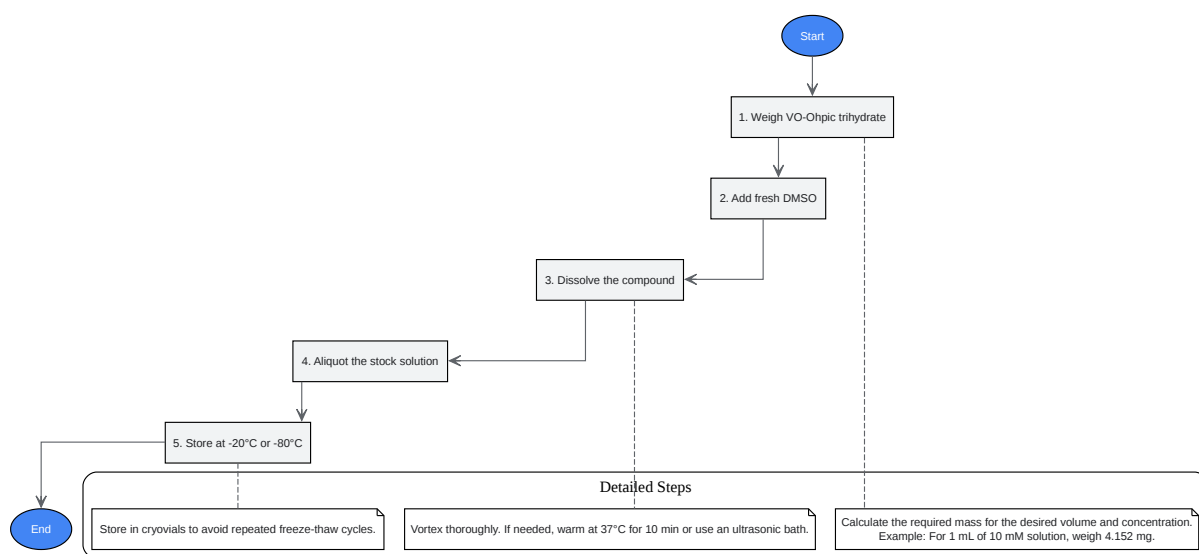 Start
1. Weigh VO-Ohpic trihydrate
2. Add fresh DMSO
3. Dissolve the compound
4. Aliquot the stock solution
5. Store at -20°C or -80°C
End
Detailed Steps
Store in cryovials to avoid repeated freeze-thaw cycles.
Vortex thoroughly. If needed, warm at 37°C for 10 min or use an ultrasonic bath.
Calculate the required mass for the desired volume and concentration.
Example: For 1 mL of 10 mM solution, weigh 4.152 mg.